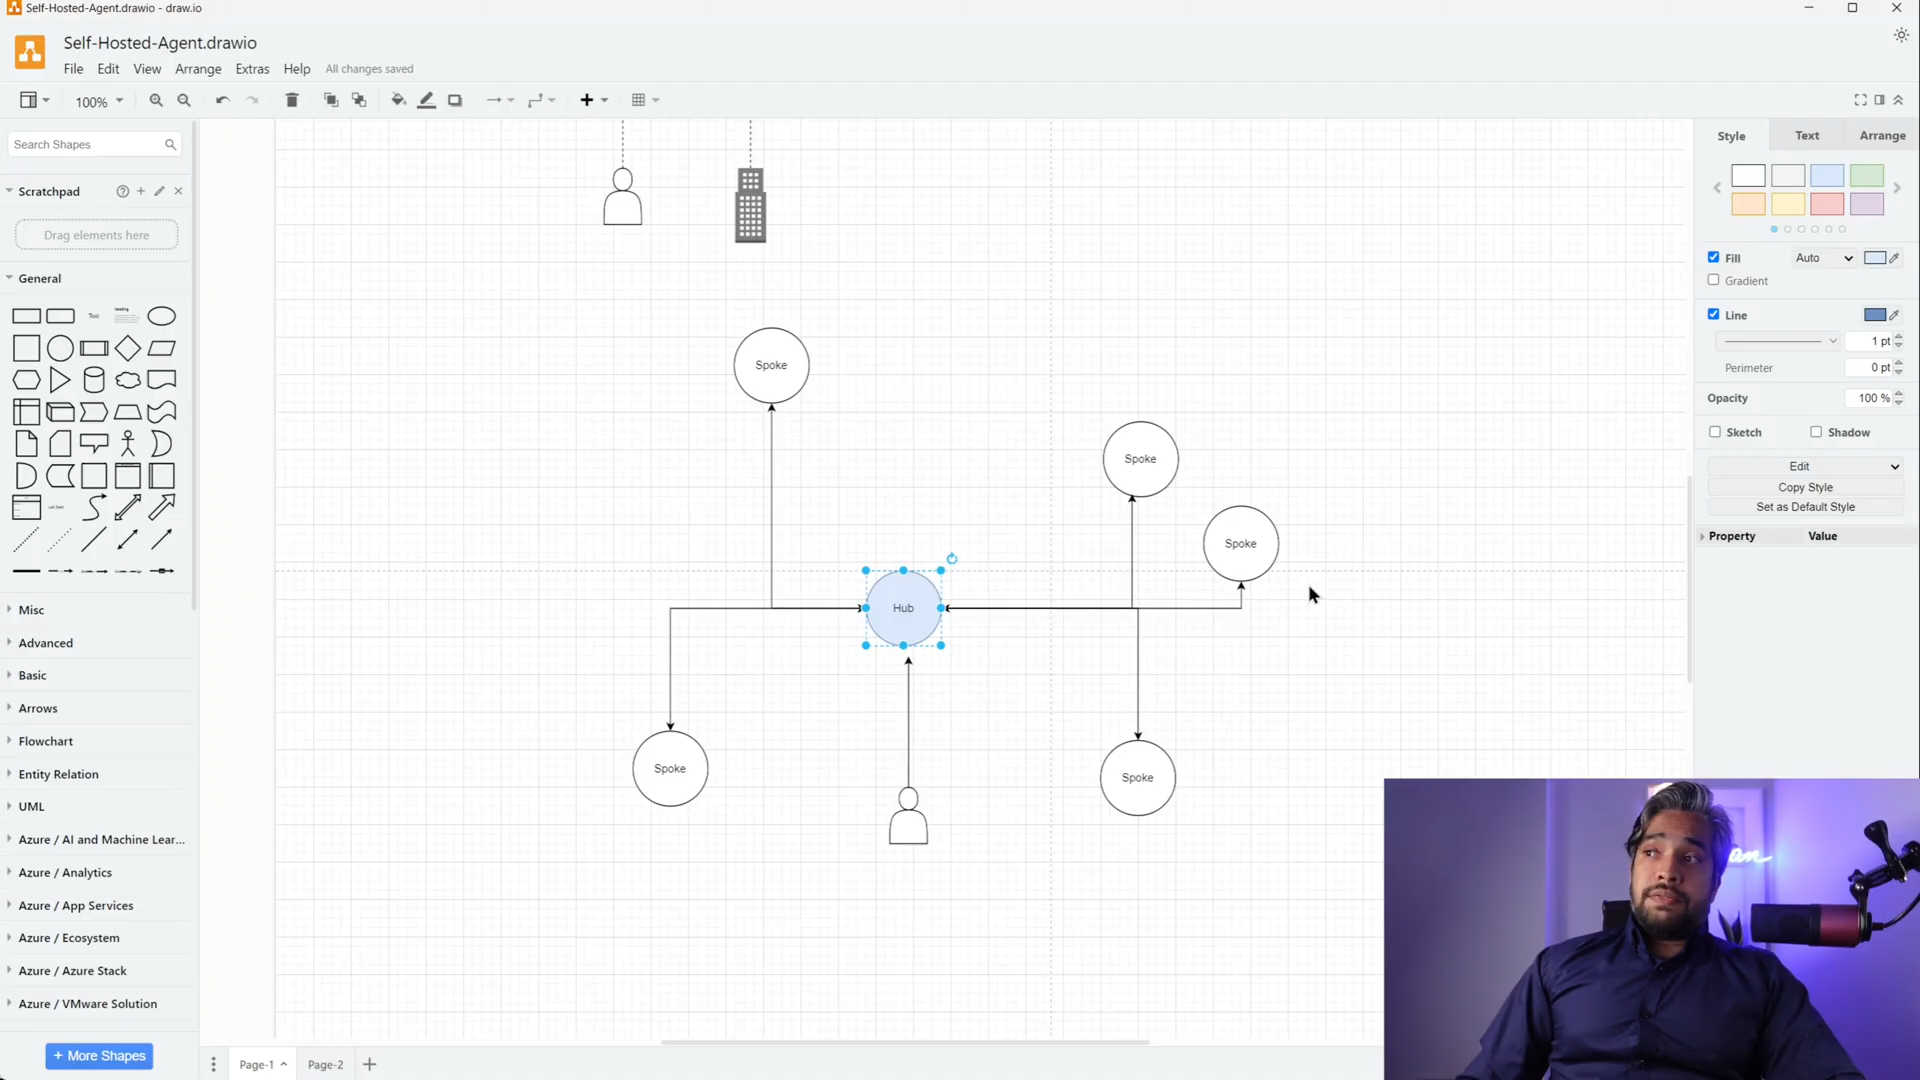 Self-Hosted-Agent.drawio - draw.io
Self-Hosted-Agent.drawio
File Edit View Arrange Extras Help All changes saved
100%
Search Shapes
Scratchpad
Drag elements here
General
Text
Heading
List Item
Misc
Advanced
Basic
Arrows
Flowchart
Entity Relation
UML
Azure / AI and Machine Lear...
Azure / Analytics
Azure / App Services
Azure / Ecosystem
Azure / Azure Stack
Azure / VMware Solution
+ More Shapes
Spoke
Spoke
Spoke
Hub
Spoke
Spoke
Page-1
Page-2
Style Text Arrange
Fill Auto
Gradient
Line
1 pt
Perimeter 0 pt
Opacity 100 %
Sketch Shadow
Edit
Copy Style
Set as Default Style
Property Value